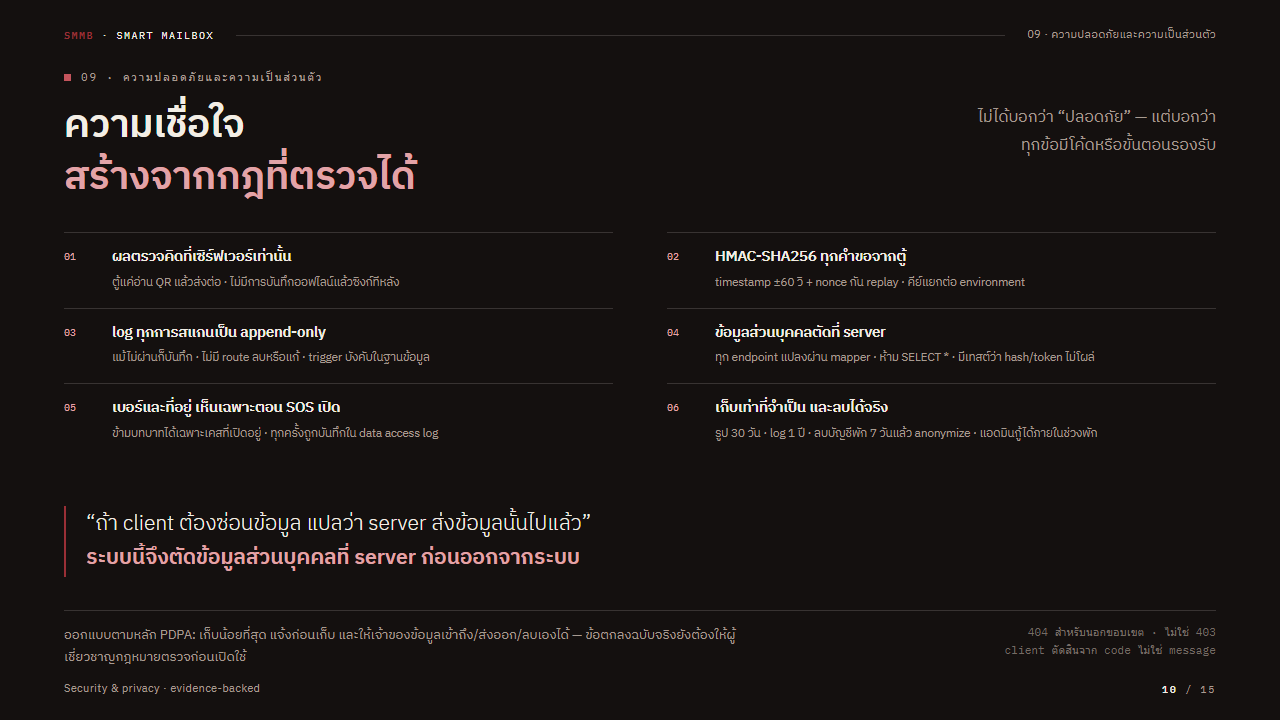 SMMB · SMART MAILBOX
09 · ความปลอดภัยและความเป็นส่วนตัว
09 · ความปลอดภัยและความเป็นส่วนตัว
ความเชื่อใจ
สร้างจากกฎที่ตรวจได้
ไม่ได้บอกว่า “ปลอดภัย” — แต่บอกว่า
ทุกข้อมีโค้ดหรือขั้นตอนรองรับ
01 ผลตรวจคิดที่เซิร์ฟเวอร์เท่านั้น
ตู้แค่อ่าน QR แล้วส่งต่อ · ไม่มีการบันทึกออฟไลน์แล้วซิงก์ทีหลัง
02 HMAC-SHA256 ทุกคำขอจากตู้
timestamp ±60 วิ + nonce กัน replay · คีย์แยกต่อ environment
03 log ทุกการสแกนเป็น append-only
แม้ไม่ผ่านก็บันทึก · ไม่มี route ลบหรือแก้ · trigger บังคับในฐานข้อมูล
04 ข้อมูลส่วนบุคคลตัดที่ server
ทุก endpoint แปลงผ่าน mapper · ห้าม SELECT * · มีเทสต์ว่า hash/token ไม่โผล่
05 เบอร์และที่อยู่ เห็นเฉพาะตอน SOS เปิด
ข้ามบทบาทได้เฉพาะเคสที่เปิดอยู่ · ทุกครั้งถูกบันทึกใน data access log
06 เก็บเท่าที่จำเป็น และลบได้จริง
รูป 30 วัน · log 1 ปี · ลบบัญชีพัก 7 วันแล้ว anonymize · แอดมินกู้ได้ภายในช่วงพัก
“ถ้า client ต้องซ่อนข้อมูล แปลว่า server ส่งข้อมูลนั้นไปแล้ว”
ระบบนี้จึงตัดข้อมูลส่วนบุคคลที่ server ก่อนออกจากระบบ
ออกแบบตามหลัก PDPA: เก็บน้อยที่สุด แจ้งก่อนเก็บ และให้เจ้าของข้อมูลเข้าถึง/ส่งออก/ลบเองได้ — ข้อตกลงฉบับจริงยังต้องให้ผู้
เชี่ยวชาญกฎหมายตรวจก่อนเปิดใช้
404 สำหรับนอกขอบเขต · ไม่ใช่ 403
client ตัดสินจาก code ไม่ใช่ message
Security & privacy · evidence-backed
10 / 15